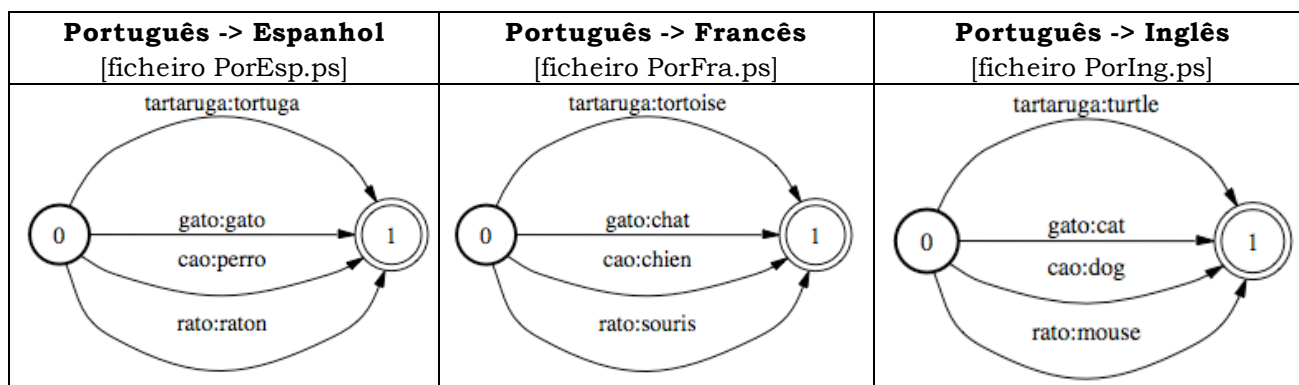 Português -> Espanhol
[ficheiro PorEsp.ps]
tartaruga:tortuga
gato:gato
0
1
cao:perro
rato:raton
Português -> Francês
[ficheiro PorFra.ps]
tartaruga:tortoise
gato:chat
0
1
cao:chien
rato:souris
Português -> Inglês
[ficheiro PorIng.ps]
tartaruga:turtle
gato:cat
0
1
cao:dog
rato:mouse